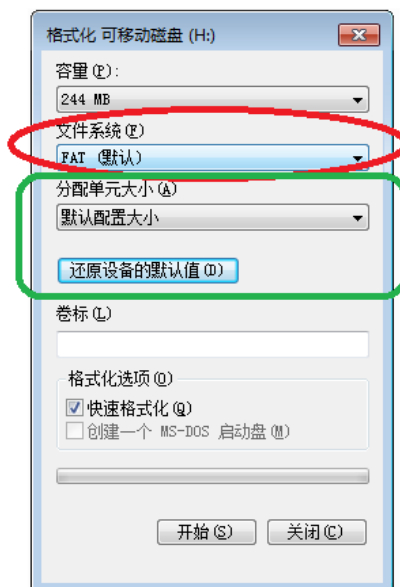 格式化 可移动磁盘 (H:)
容量(P):
244 MB
文件系统(F)
FAT (默认)
分配单元大小(A)
默认配置大小
还原设备的默认值(D)
卷标(L)
格式化选项(O)
快速格式化(Q)
创建一个 MS-DOS 启动盘(M)
开始(S)
关闭(C)